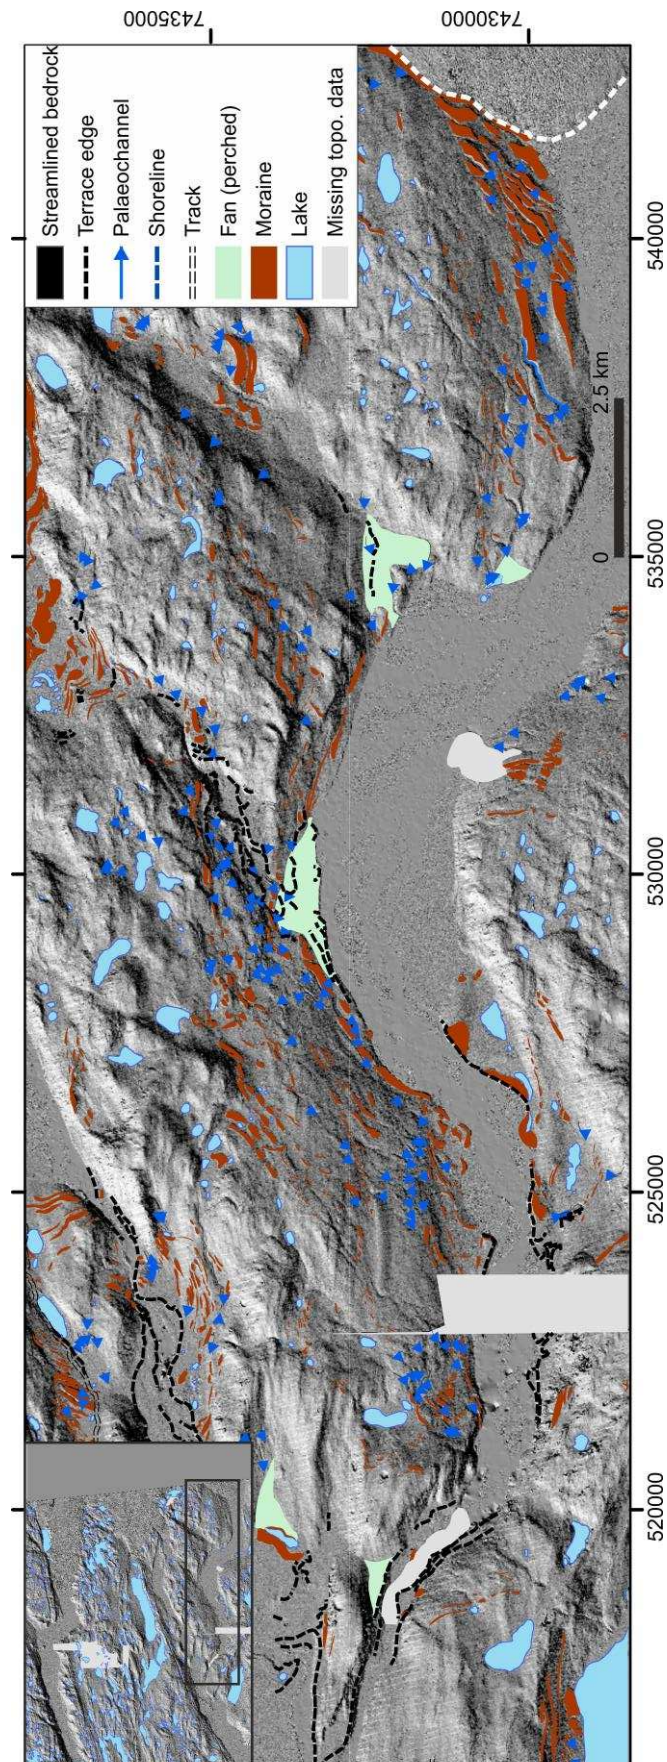 Streamlined bedrock
Terrace edge
Palaeochannel
Shoreline
Track
Fan (perched)
Moraine
Lake
Missing topo. data
7435000
7430000
0
2.5 km
520000
525000
530000
535000
540000